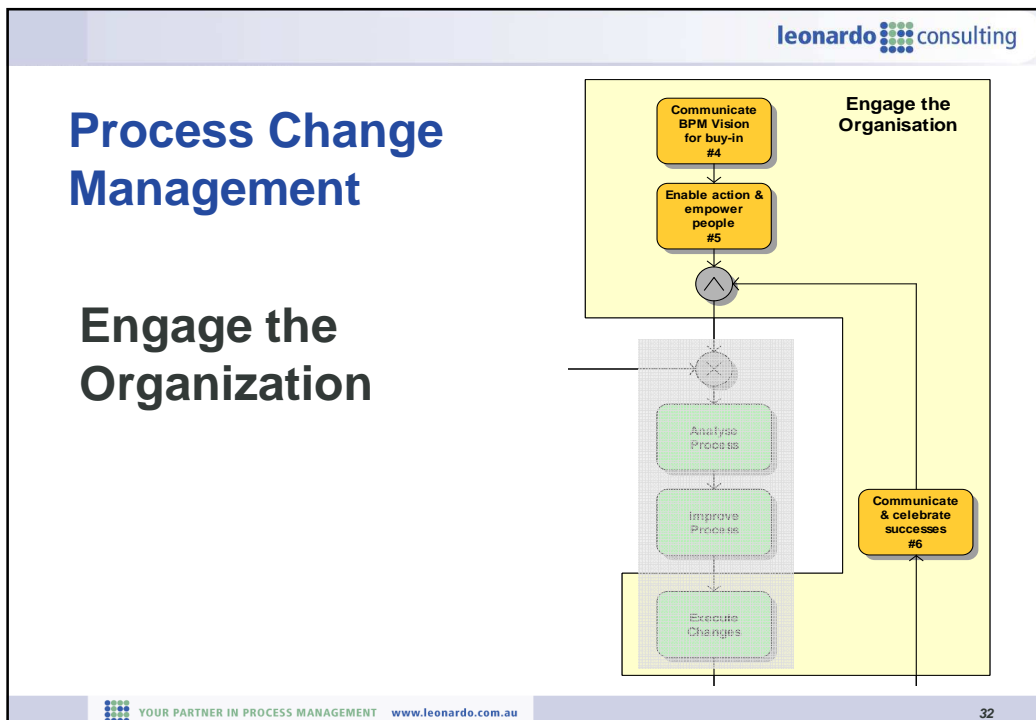 leonardo consulting
Process Change
Management
Engage the
Organization
Engage the
Organisation
Communicate
BPM Vision
for buy-in
#4
Enable action &
empower
people
#5
Analyse
Process
Improve
Process
Execute
Changes
Communicate
& celebrate
successes
#6
YOUR PARTNER IN PROCESS MANAGEMENT www.leonardo.com.au
32